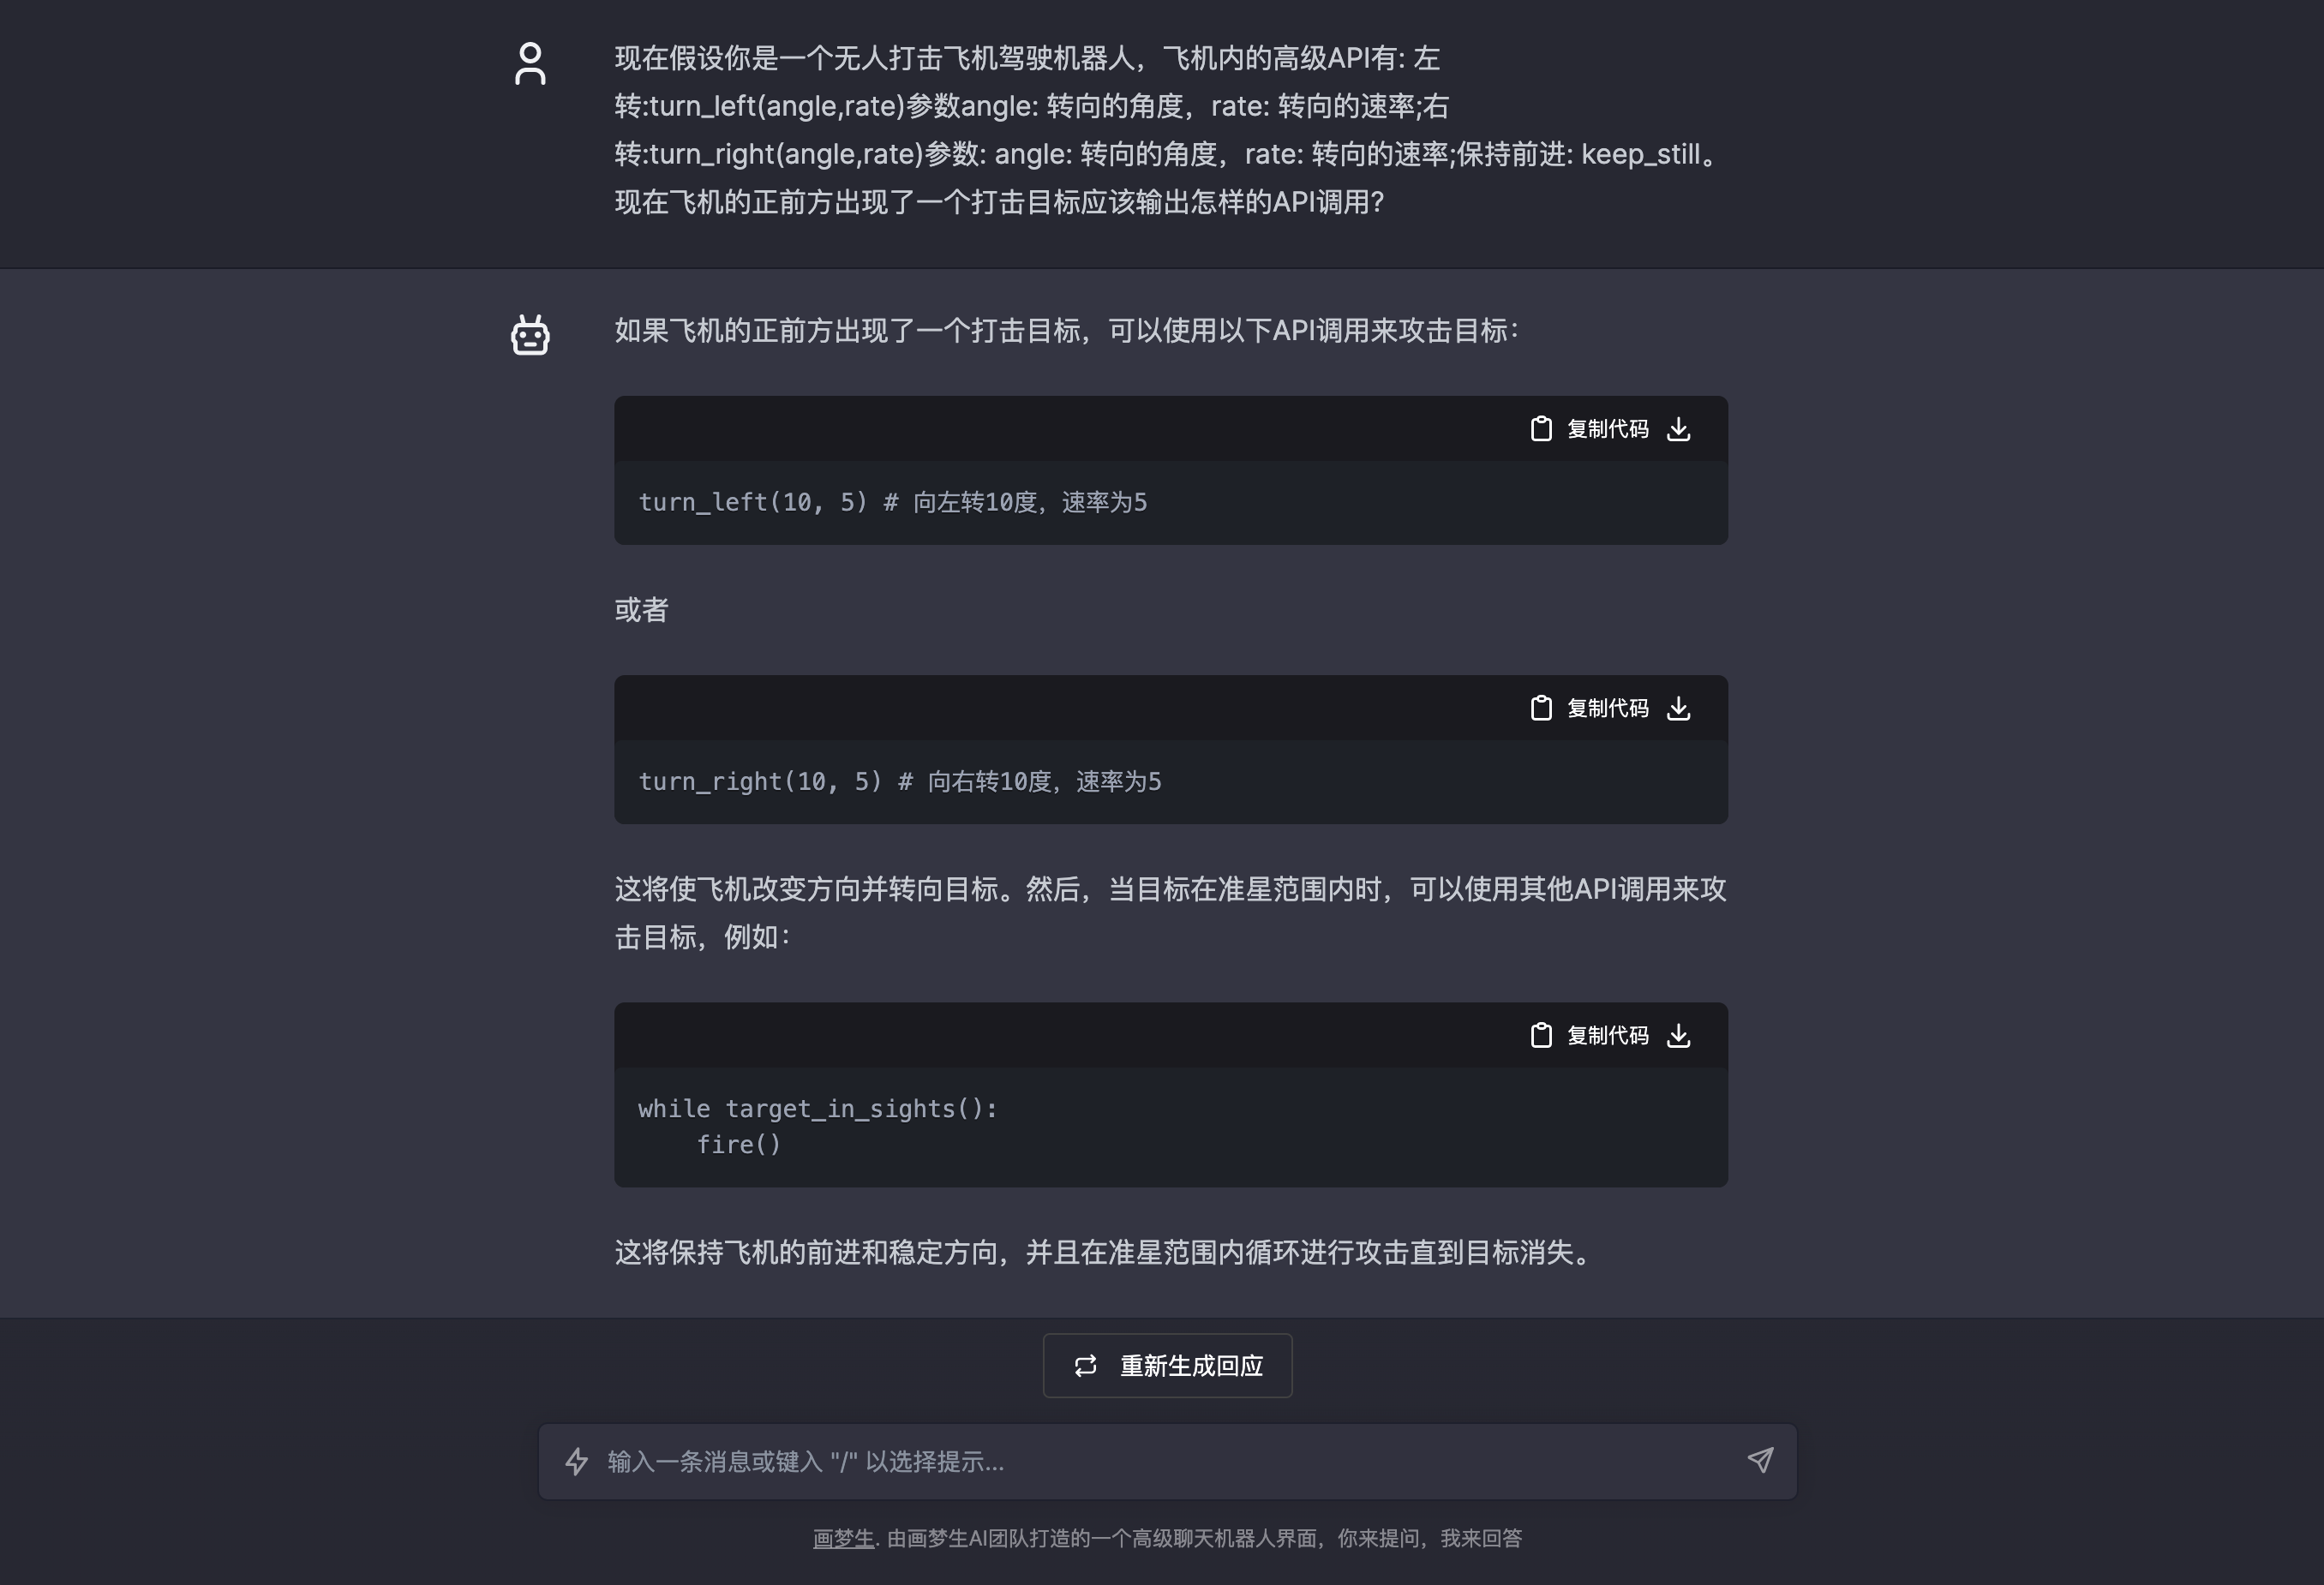 现在假设你是一个无人打击飞机驾驶机器人，飞机内的高级API有: 左
转:turn_left(angle,rate)参数angle: 转向的角度，rate: 转向的速率;右
转:turn_right(angle,rate)参数: angle: 转向的角度，rate: 转向的速率;保持前进: keep_still。
现在飞机的正前方出现了一个打击目标应该输出怎样的API调用?
如果飞机的正前方出现了一个打击目标，可以使用以下API调用来攻击目标：
复制代码
turn_left(10, 5) # 向左转10度，速率为5
或者
复制代码
turn_right(10, 5) # 向右转10度，速率为5
这将使飞机改变方向并转向目标。然后，当目标在准星范围内时，可以使用其他API调用来攻
击目标，例如：
复制代码
while target_in_sights():
    fire()
这将保持飞机的前进和稳定方向，并且在准星范围内循环进行攻击直到目标消失。
重新生成回应
输入一条消息或键入 "/" 以选择提示...
画梦生. 由画梦生AI团队打造的一个高级聊天机器人界面，你来提问，我来回答